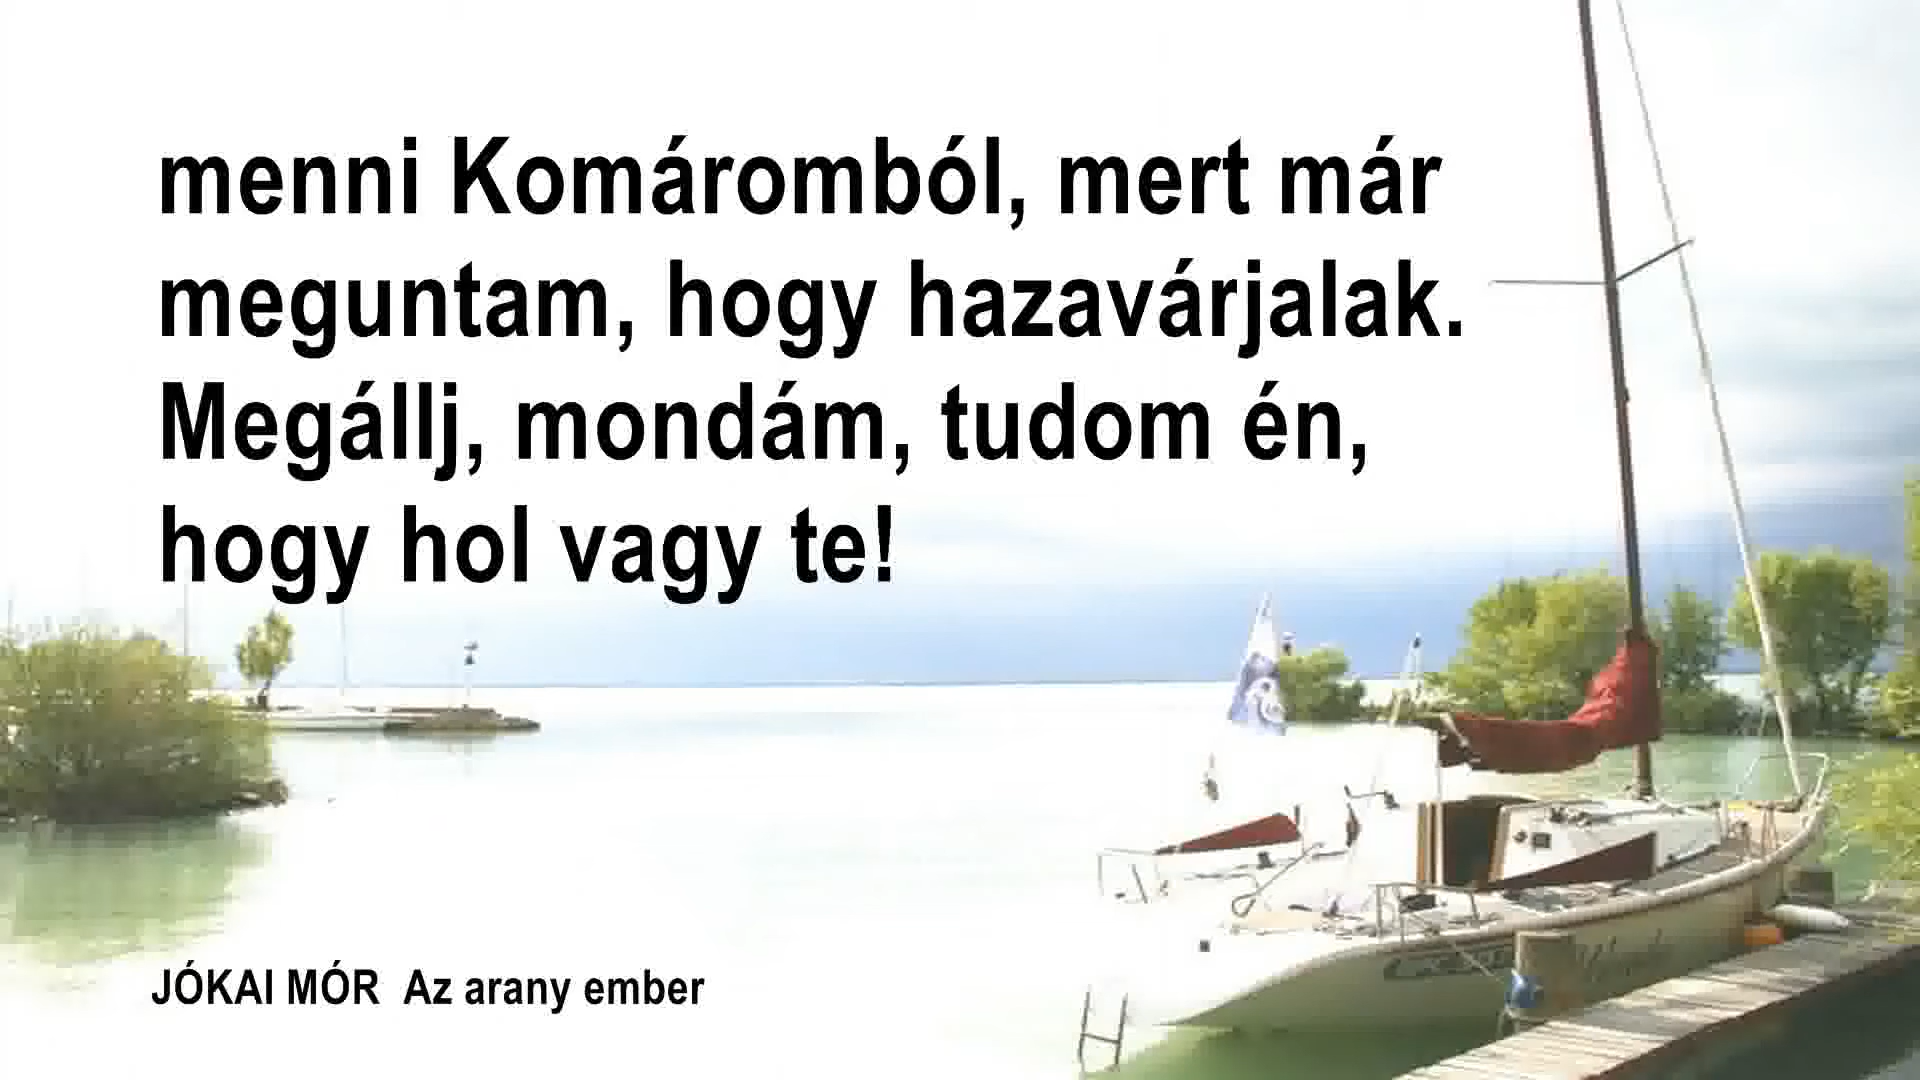 menni Komáromból, mert már
meguntam, hogy hazavárjalak.
Megállj, mondám, tudom én,
hogy hol vagy te!
JÓKAI MÓR Az arany ember